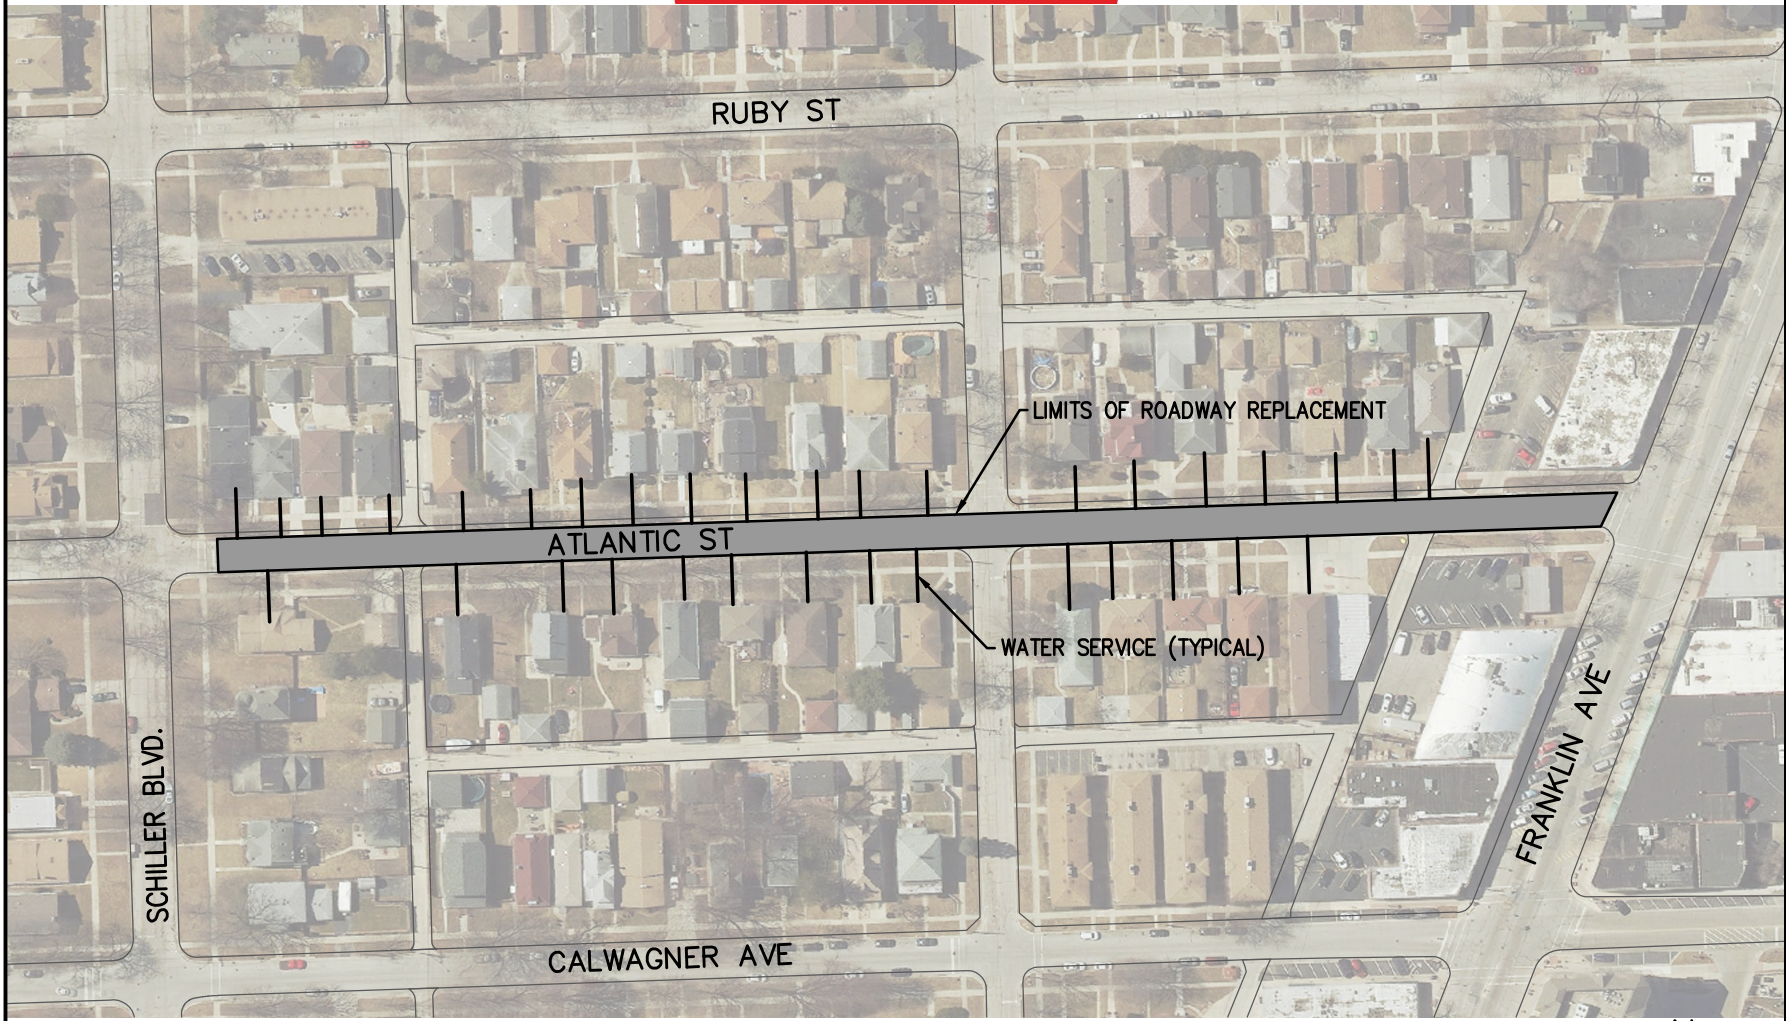 RUBY ST
LIMITS OF ROADWAY REPLACEMENT
ATLANTIC ST
WATER SERVICE (TYPICAL)
SCHILLER BLVD.
FRANKLIN AVE
CALWAGNER AVE